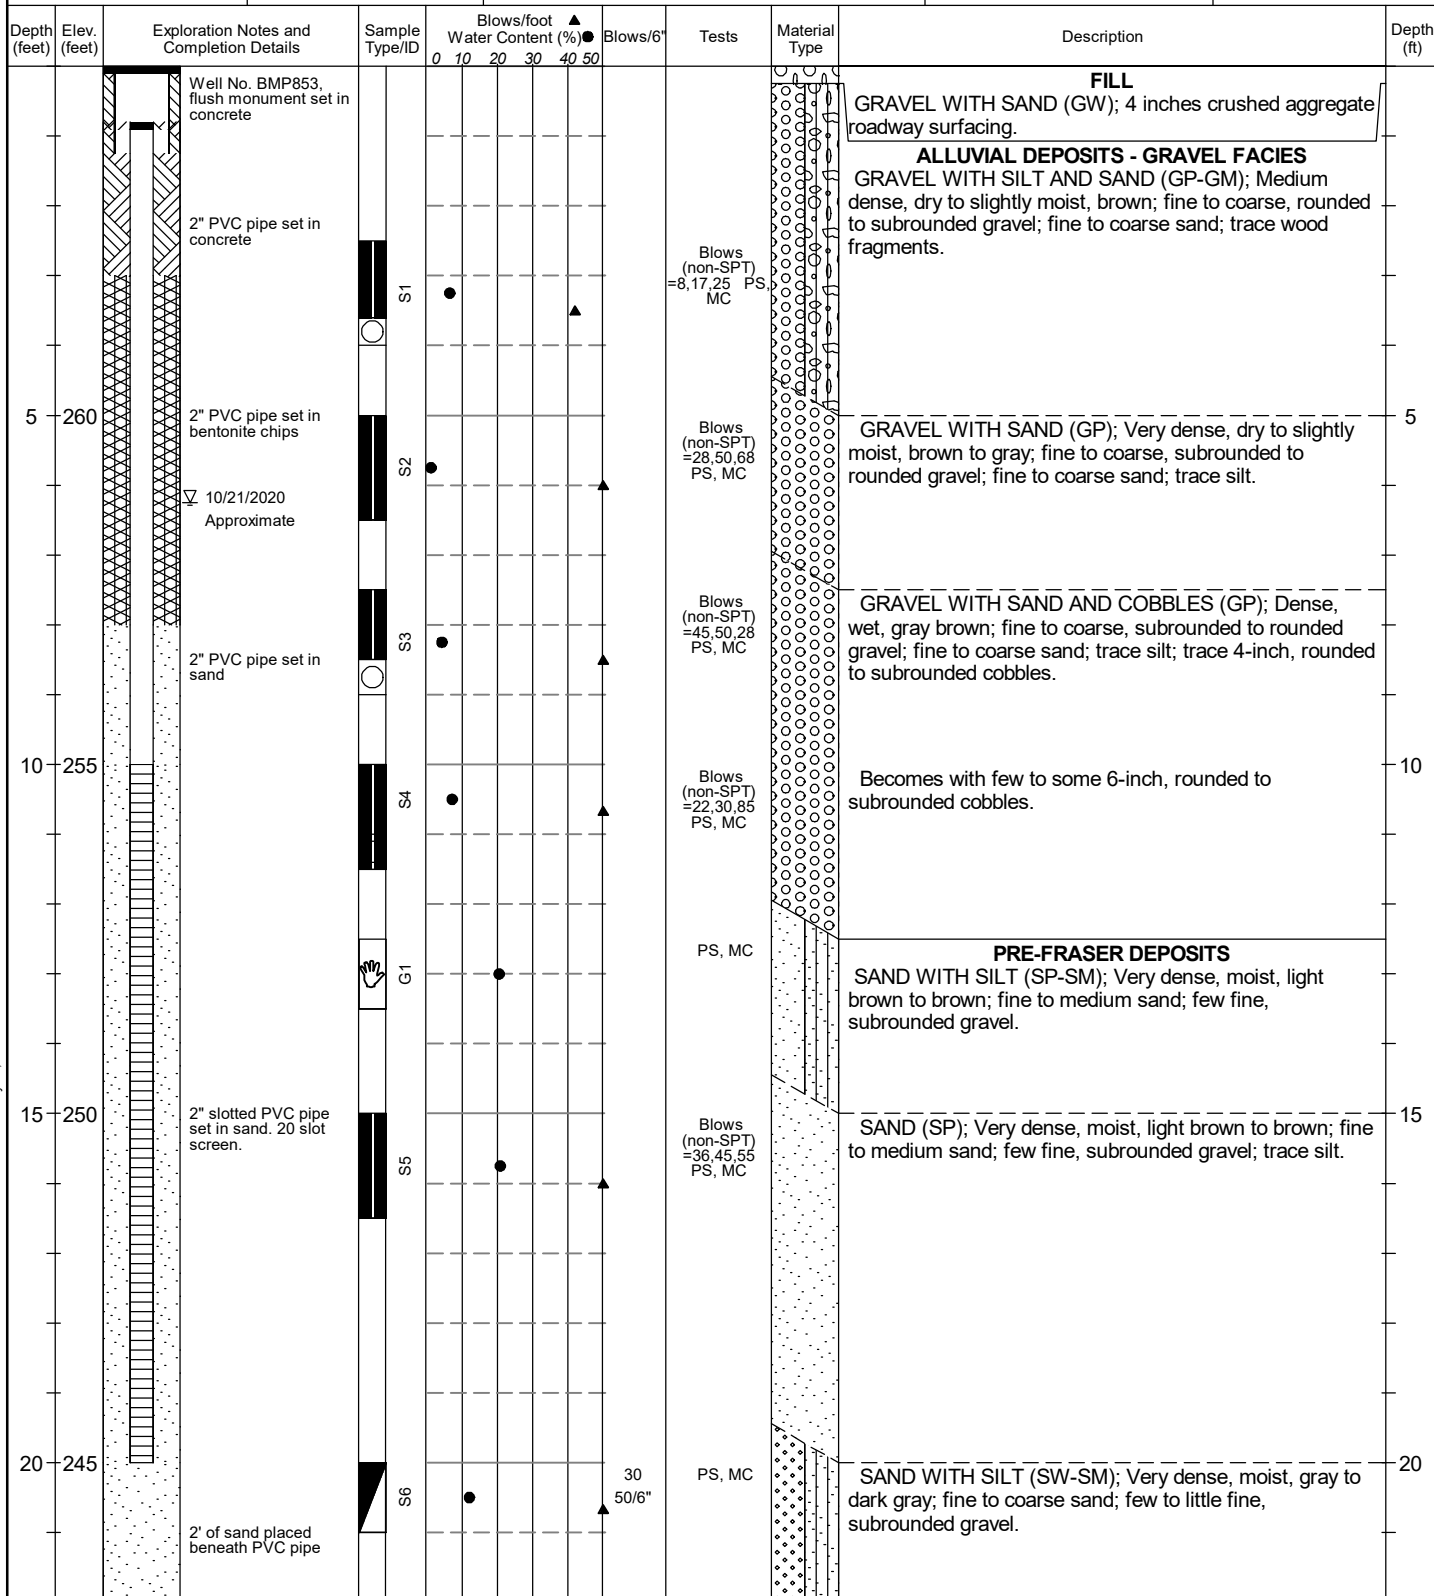 Depth
(feet)
Elev.
(feet)
Exploration Notes and
Completion Details
Sample
Type/ID
Blows/foot ▲
Water Content (%)●
0 10 20 30 40 50
Blows/6"
Tests
Material
Type
Description
Depth
(ft)
Well No. BMP853,
flush monument set in
concrete
FILL
GRAVEL WITH SAND (GW); 4 inches crushed aggregate
roadway surfacing.
ALLUVIAL DEPOSITS - GRAVEL FACIES
GRAVEL WITH SILT AND SAND (GP-GM); Medium
dense, dry to slightly moist, brown; fine to coarse, rounded
to subrounded gravel; fine to coarse sand; trace wood
fragments.
2" PVC pipe set in
concrete
S1
Blows
(non-SPT)
=8,17,25 PS,
MC
5 260
2" PVC pipe set in
bentonite chips
S2
Blows
(non-SPT)
=28,50,68
PS, MC
GRAVEL WITH SAND (GP); Very dense, dry to slightly
moist, brown to gray; fine to coarse, subrounded to
rounded gravel; fine to coarse sand; trace silt.
5
10/21/2020
Approximate
S3
Blows
(non-SPT)
=45,50,28
PS, MC
GRAVEL WITH SAND AND COBBLES (GP); Dense,
wet, gray brown; fine to coarse, subrounded to rounded
gravel; fine to coarse sand; trace silt; trace 4-inch, rounded
to subrounded cobbles.
2" PVC pipe set in
sand
10 255
S4
Blows
(non-SPT)
=22,30,85
PS, MC
Becomes with few to some 6-inch, rounded to
subrounded cobbles.
10
G1
PS, MC
PRE-FRASER DEPOSITS
SAND WITH SILT (SP-SM); Very dense, moist, light
brown to brown; fine to medium sand; few fine,
subrounded gravel.
15 250
2" slotted PVC pipe
set in sand. 20 slot
screen.
S5
Blows
(non-SPT)
=36,45,55
PS, MC
SAND (SP); Very dense, moist, light brown to brown; fine
to medium sand; few fine, subrounded gravel; trace silt.
15
20 245
S6
30
50/6"
PS, MC
SAND WITH SILT (SW-SM); Very dense, moist, gray to
dark gray; fine to coarse sand; few to little fine,
subrounded gravel.
20
2' of sand placed
beneath PVC pipe